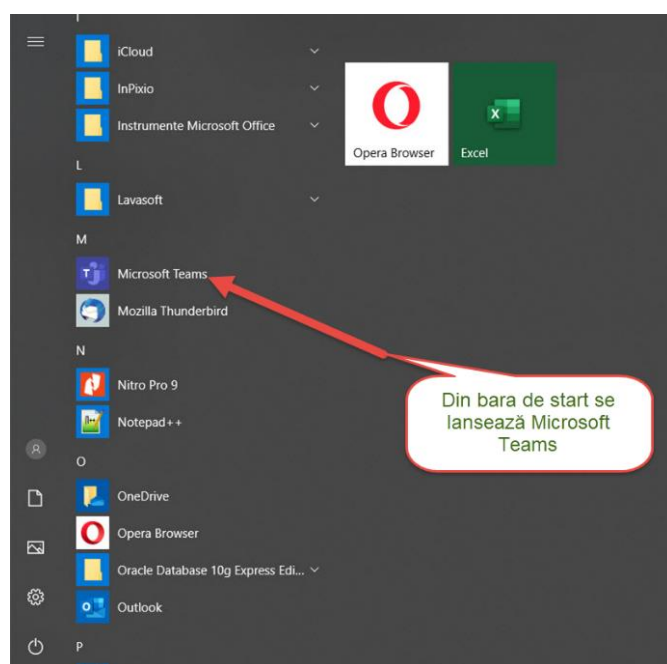 iCloud
InPixio
Instrumente Microsoft Office
L
Lavasoft
M
Microsoft Teams
Mozilla Thunderbird
N
Nitro Pro 9
Notepad++
O
OneDrive
Opera Browser
Oracle Database 10g Express Edi...
Outlook
P
Opera Browser
Excel
Din bara de start se
lansează Microsoft
Teams